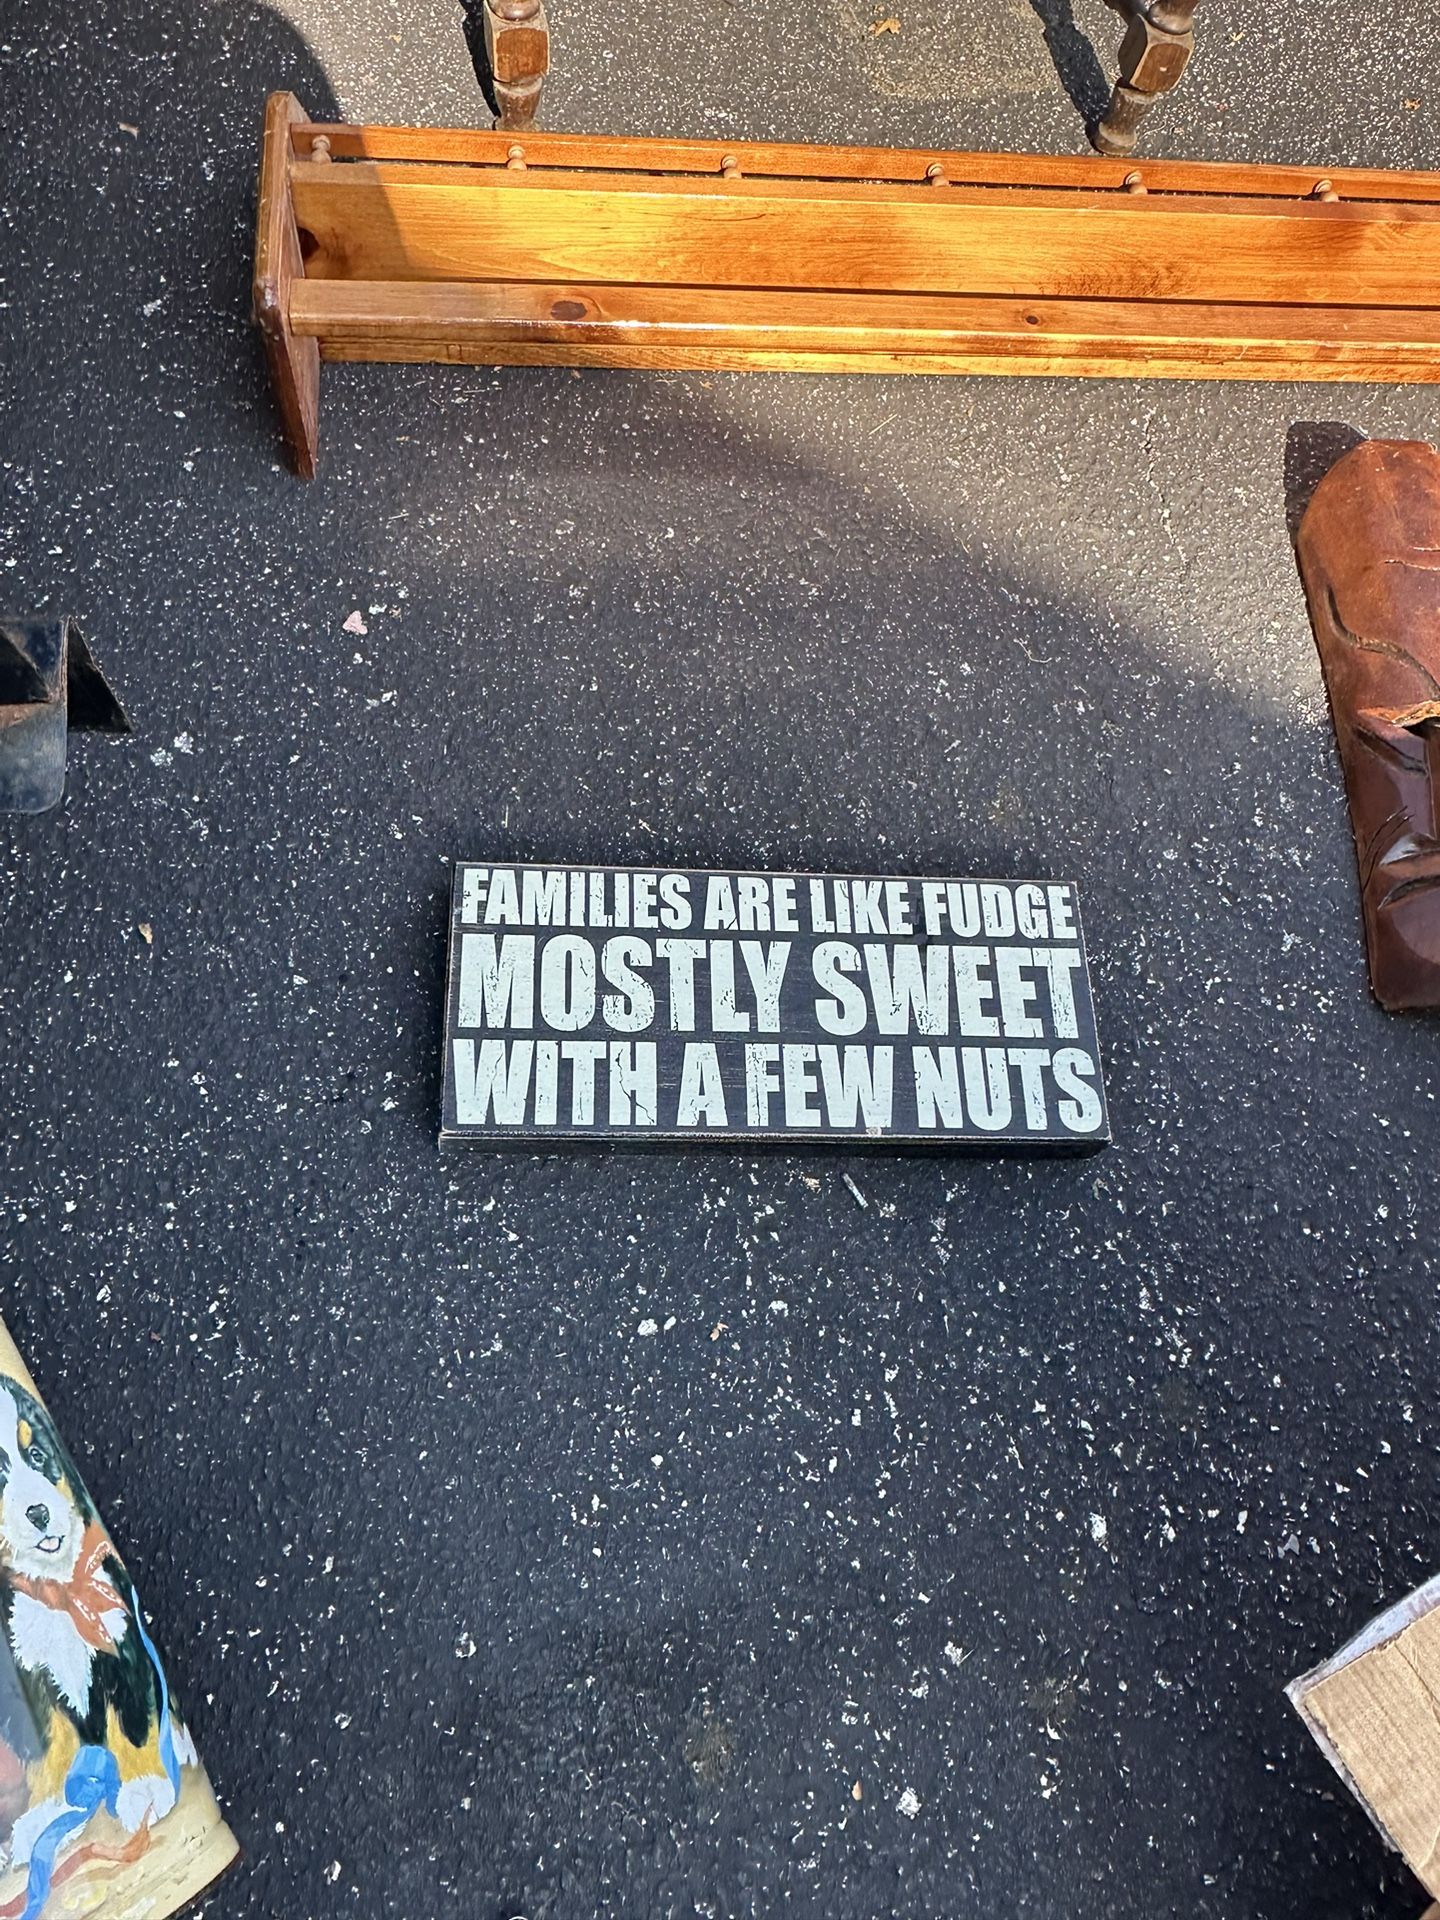 FAMILIES ARE LIKE FUDGE
MOSTLY SWEET
WITH A FEW NUTS